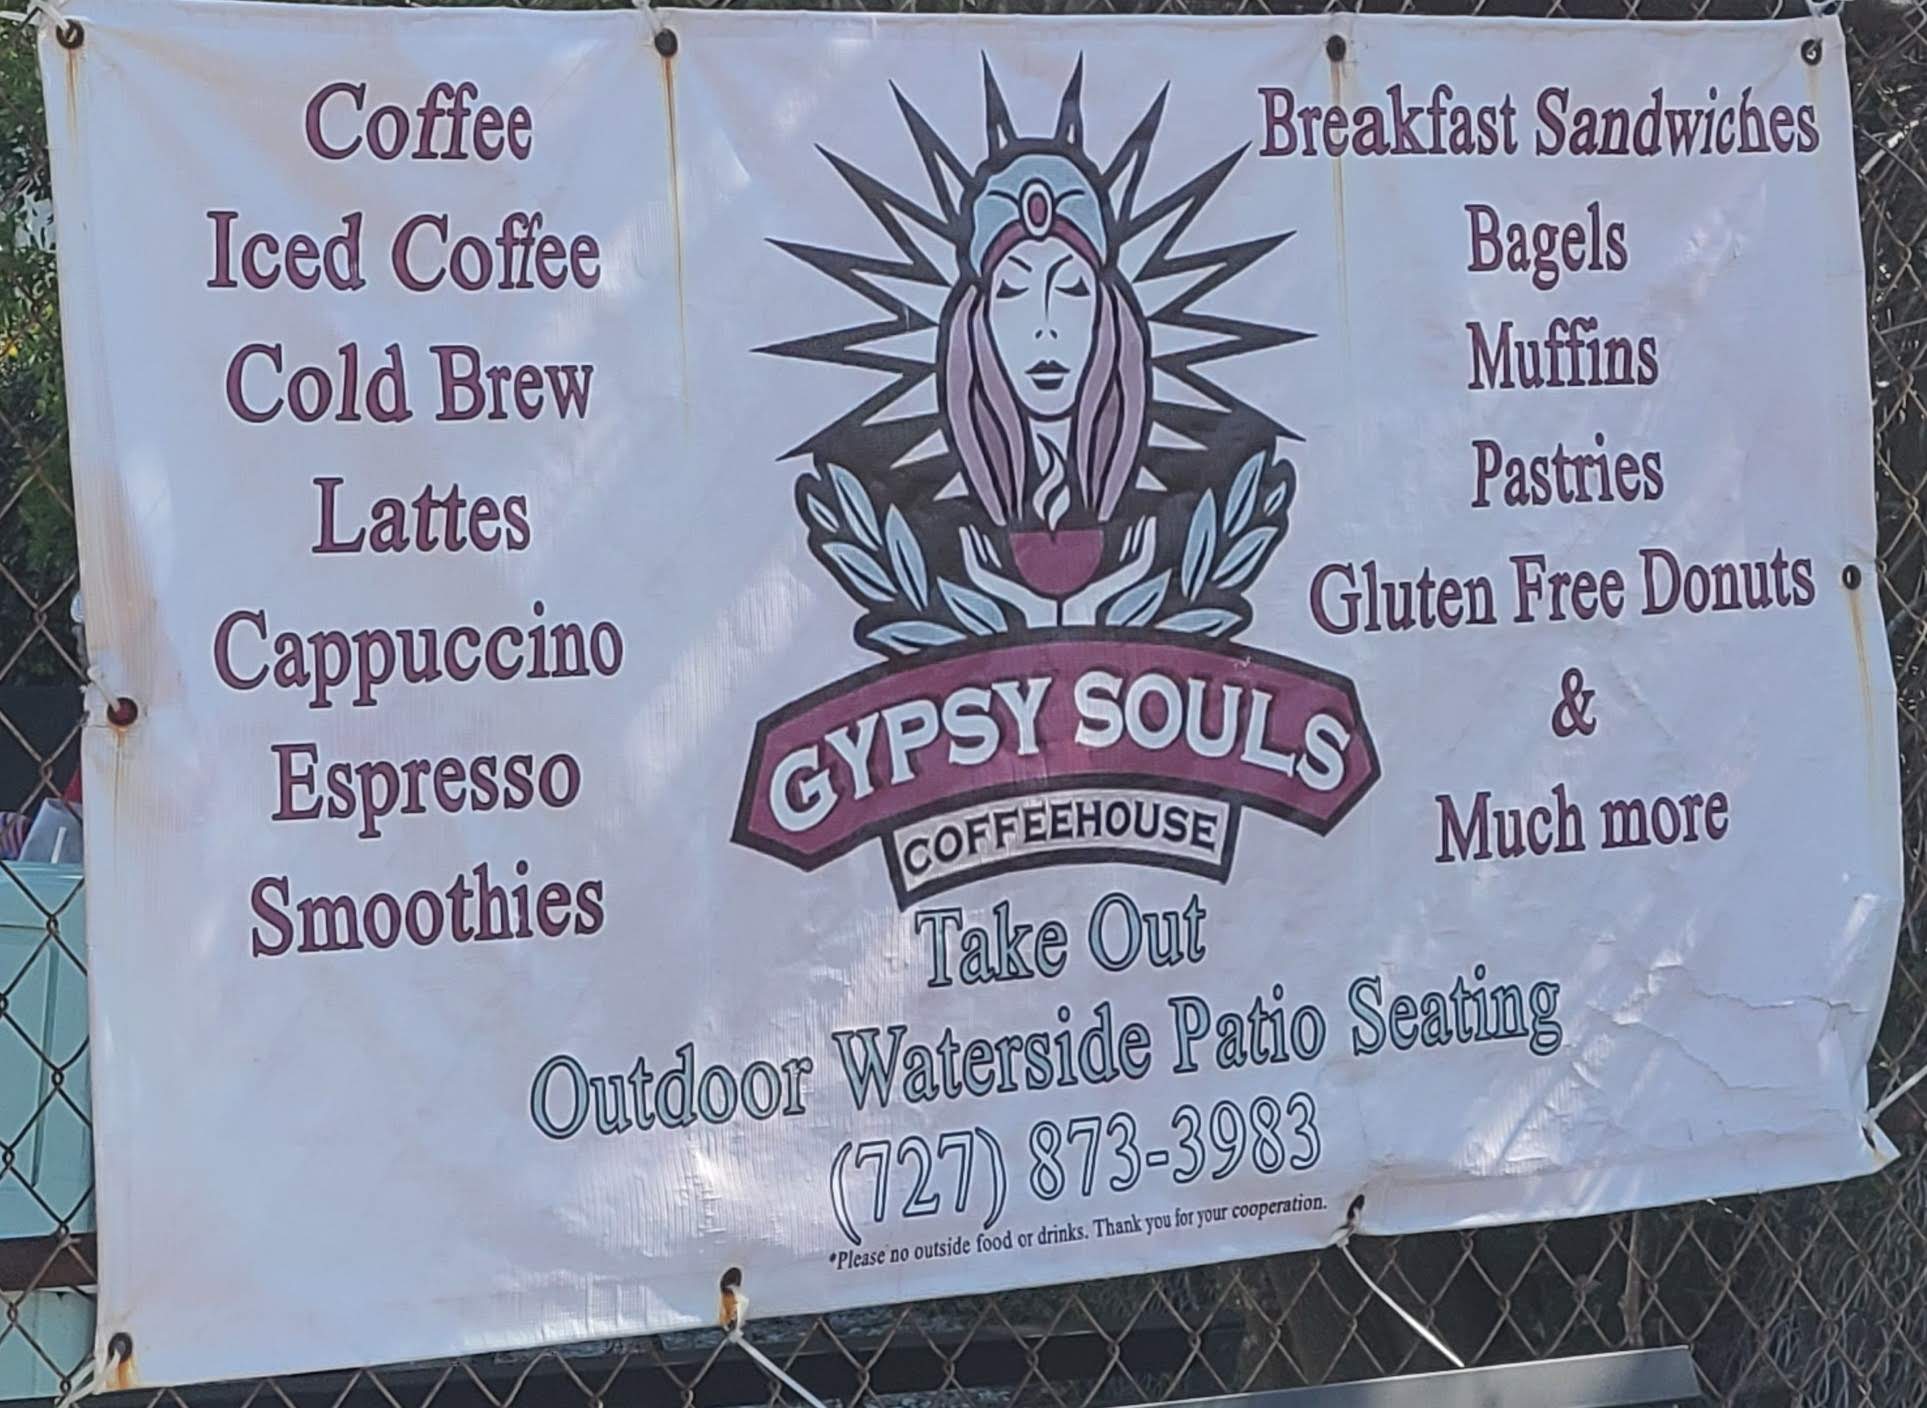 Coffee
Iced Coffee
Cold Brew
Lattes
Cappuccino
Espresso
Smoothies
GYPSY SOULS
COFFEEHOUSE
Breakfast Sandwiches
Bagels
Muffins
Pastries
Gluten Free Donuts
&
Much more
Take Out
Outdoor Waterside Patio Seating
(727) 873-3983
*Please no outside food or drinks. Thank you for your cooperation.